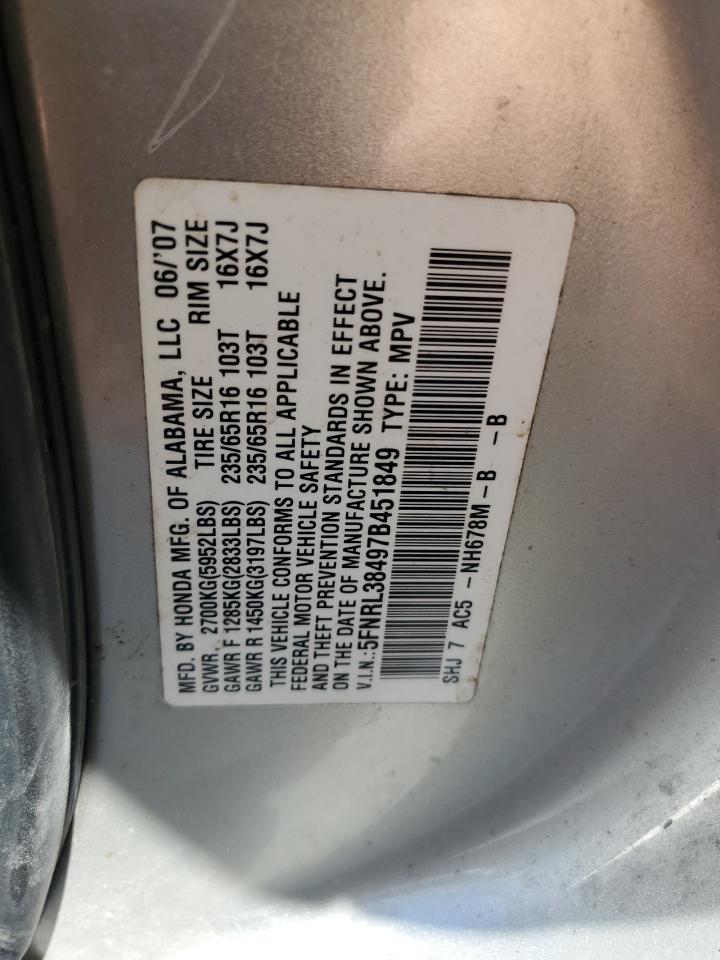 MFD. BY HONDA MFG. OF ALABAMA, LLC 06/'07
GVWR 2700KG(5952LBS) TIRE SIZE RIM SIZE
GAWR F 1285KG(2833LBS) 235/65R16 103T 16X7J
GAWR R 1450KG(3197LBS) 235/65R16 103T 16X7J
THIS VEHICLE CONFORMS TO ALL APPLICABLE
FEDERAL MOTOR VEHICLE SAFETY
AND THEFT PREVENTION STANDARDS IN EFFECT
ON THE DATE OF MANUFACTURE SHOWN ABOVE.
V.I.N.:5FNRL38497B451849 TYPE: MPV
SHJ 7 AC5 - NH678M - B - B